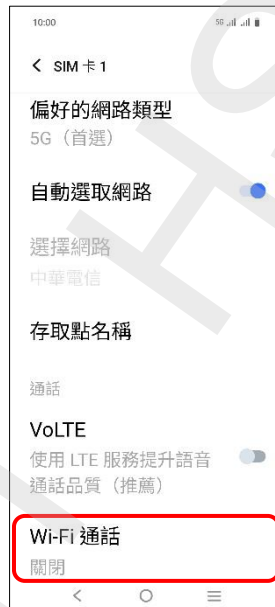 10:00
5G
SIM 卡 1
偏好的網路類型
5G（首選）
自動選取網路
選擇網路
中華電信
存取點名稱
通話
VoLTE
使用 LTE 服務提升語音
通話品質（推薦）
Wi-Fi 通話
關閉